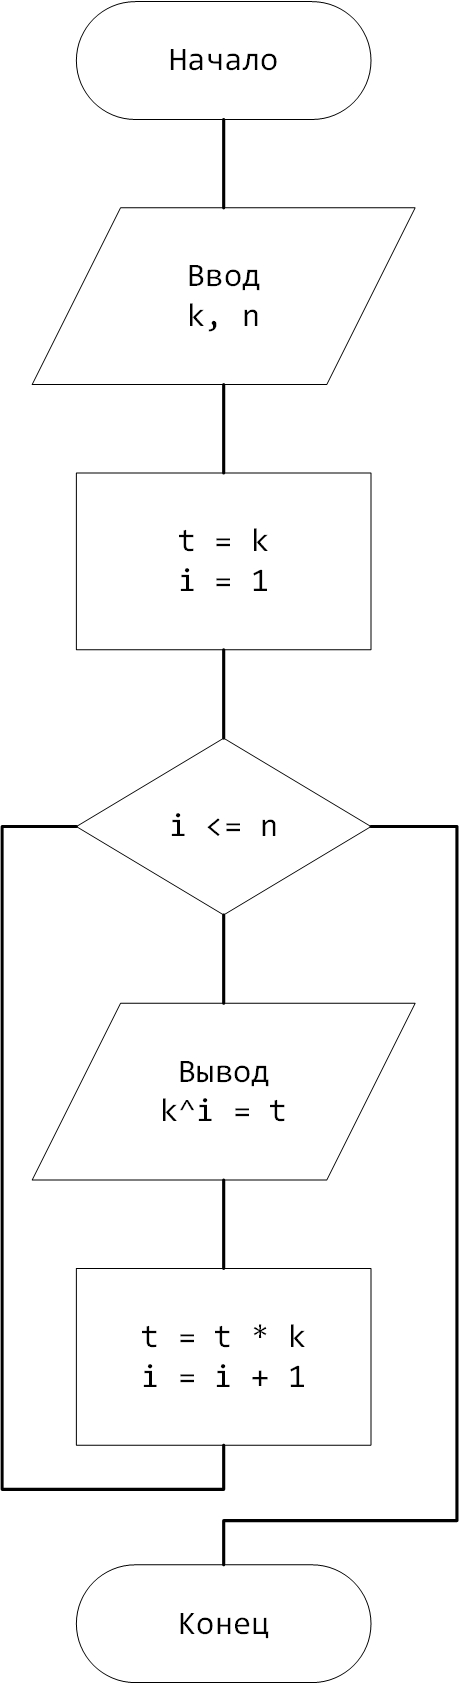 Начало
Ввод
k, n
t = k
i = 1
i <= n
Вывод
k^i = t
t = t * k
i = i + 1
Конец